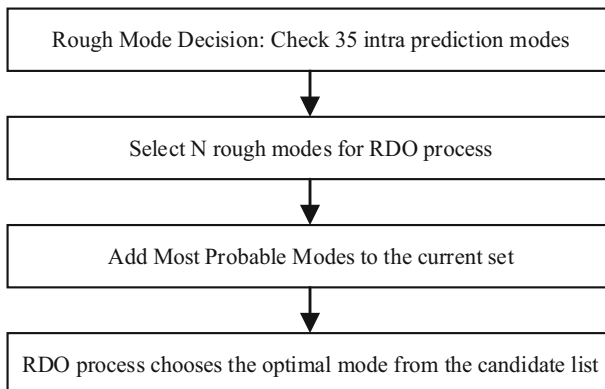 Rough Mode Decision: Check 35 intra prediction modes
Select N rough modes for RDO process
Add Most Probable Modes to the current set
RDO process chooses the optimal mode from the candidate list